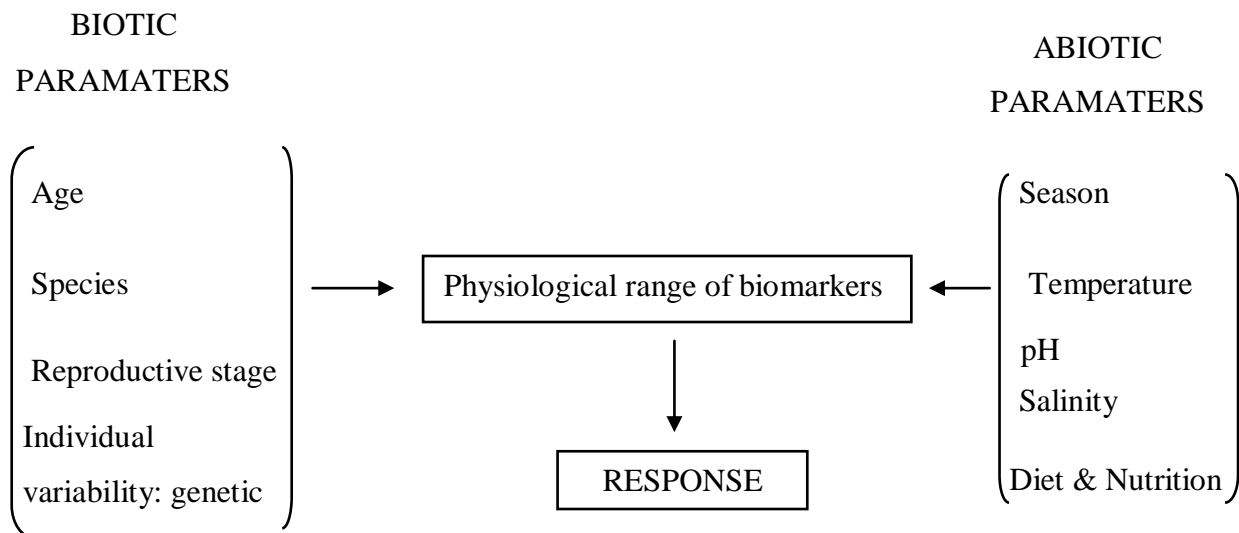 BIOTIC
PARAMATERS
Age
Species
Reproductive stage
Individual
variability: genetic
Physiological range of biomarkers
RESPONSE
ABIOTIC
PARAMATERS
Season
Temperature
pH
Salinity
Diet & Nutrition